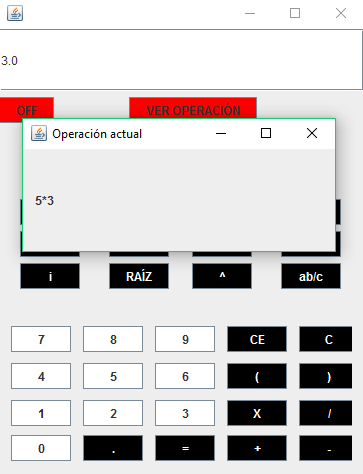 3.0
OFF VER OPERACIÓN
Operación actual
5*3
i RAÍZ ^ ab/c
7 8 9 CE C
4 5 6 ( )
1 2 3 X /
0 . = + -